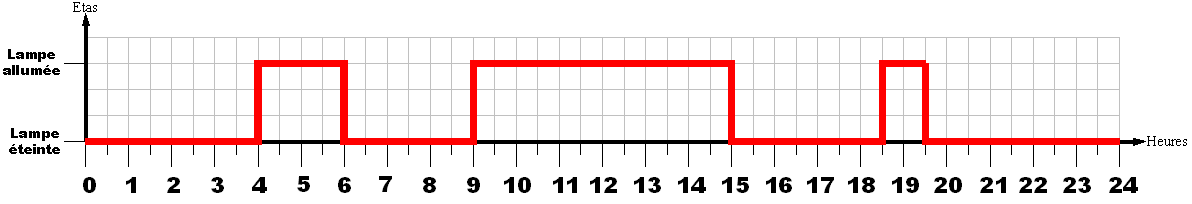 Etas
Lampe
allumée
Lampe
éteinte
Heures
0 1 2 3 4 5 6 7 8 9 10 11 12 13 14 15 16 17 18 19 20 21 22 23 24